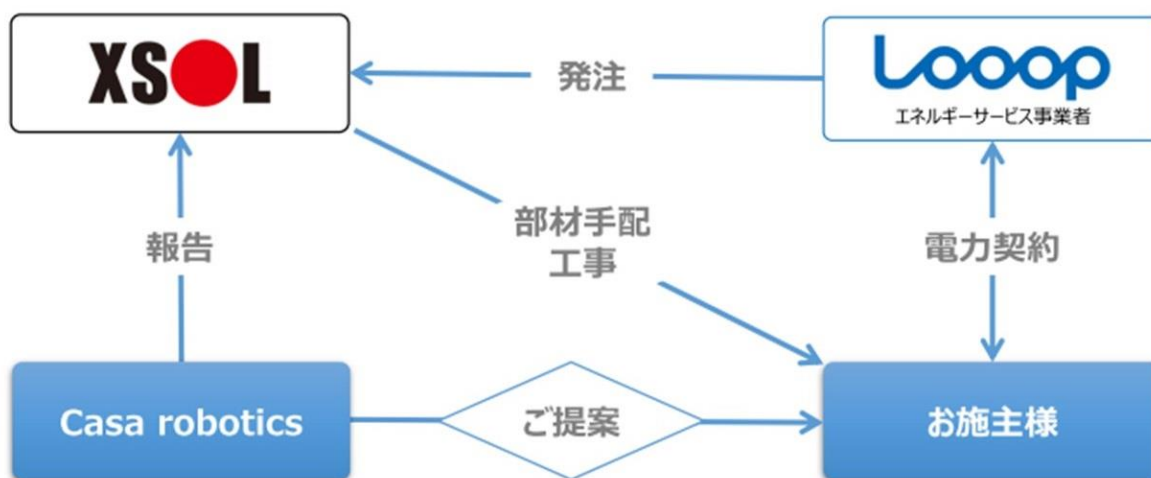 XSOL
発注
Looop
エネルギーサービス事業者
報告
部材手配
工事
電力契約
Casa robotics
ご提案
お施主様